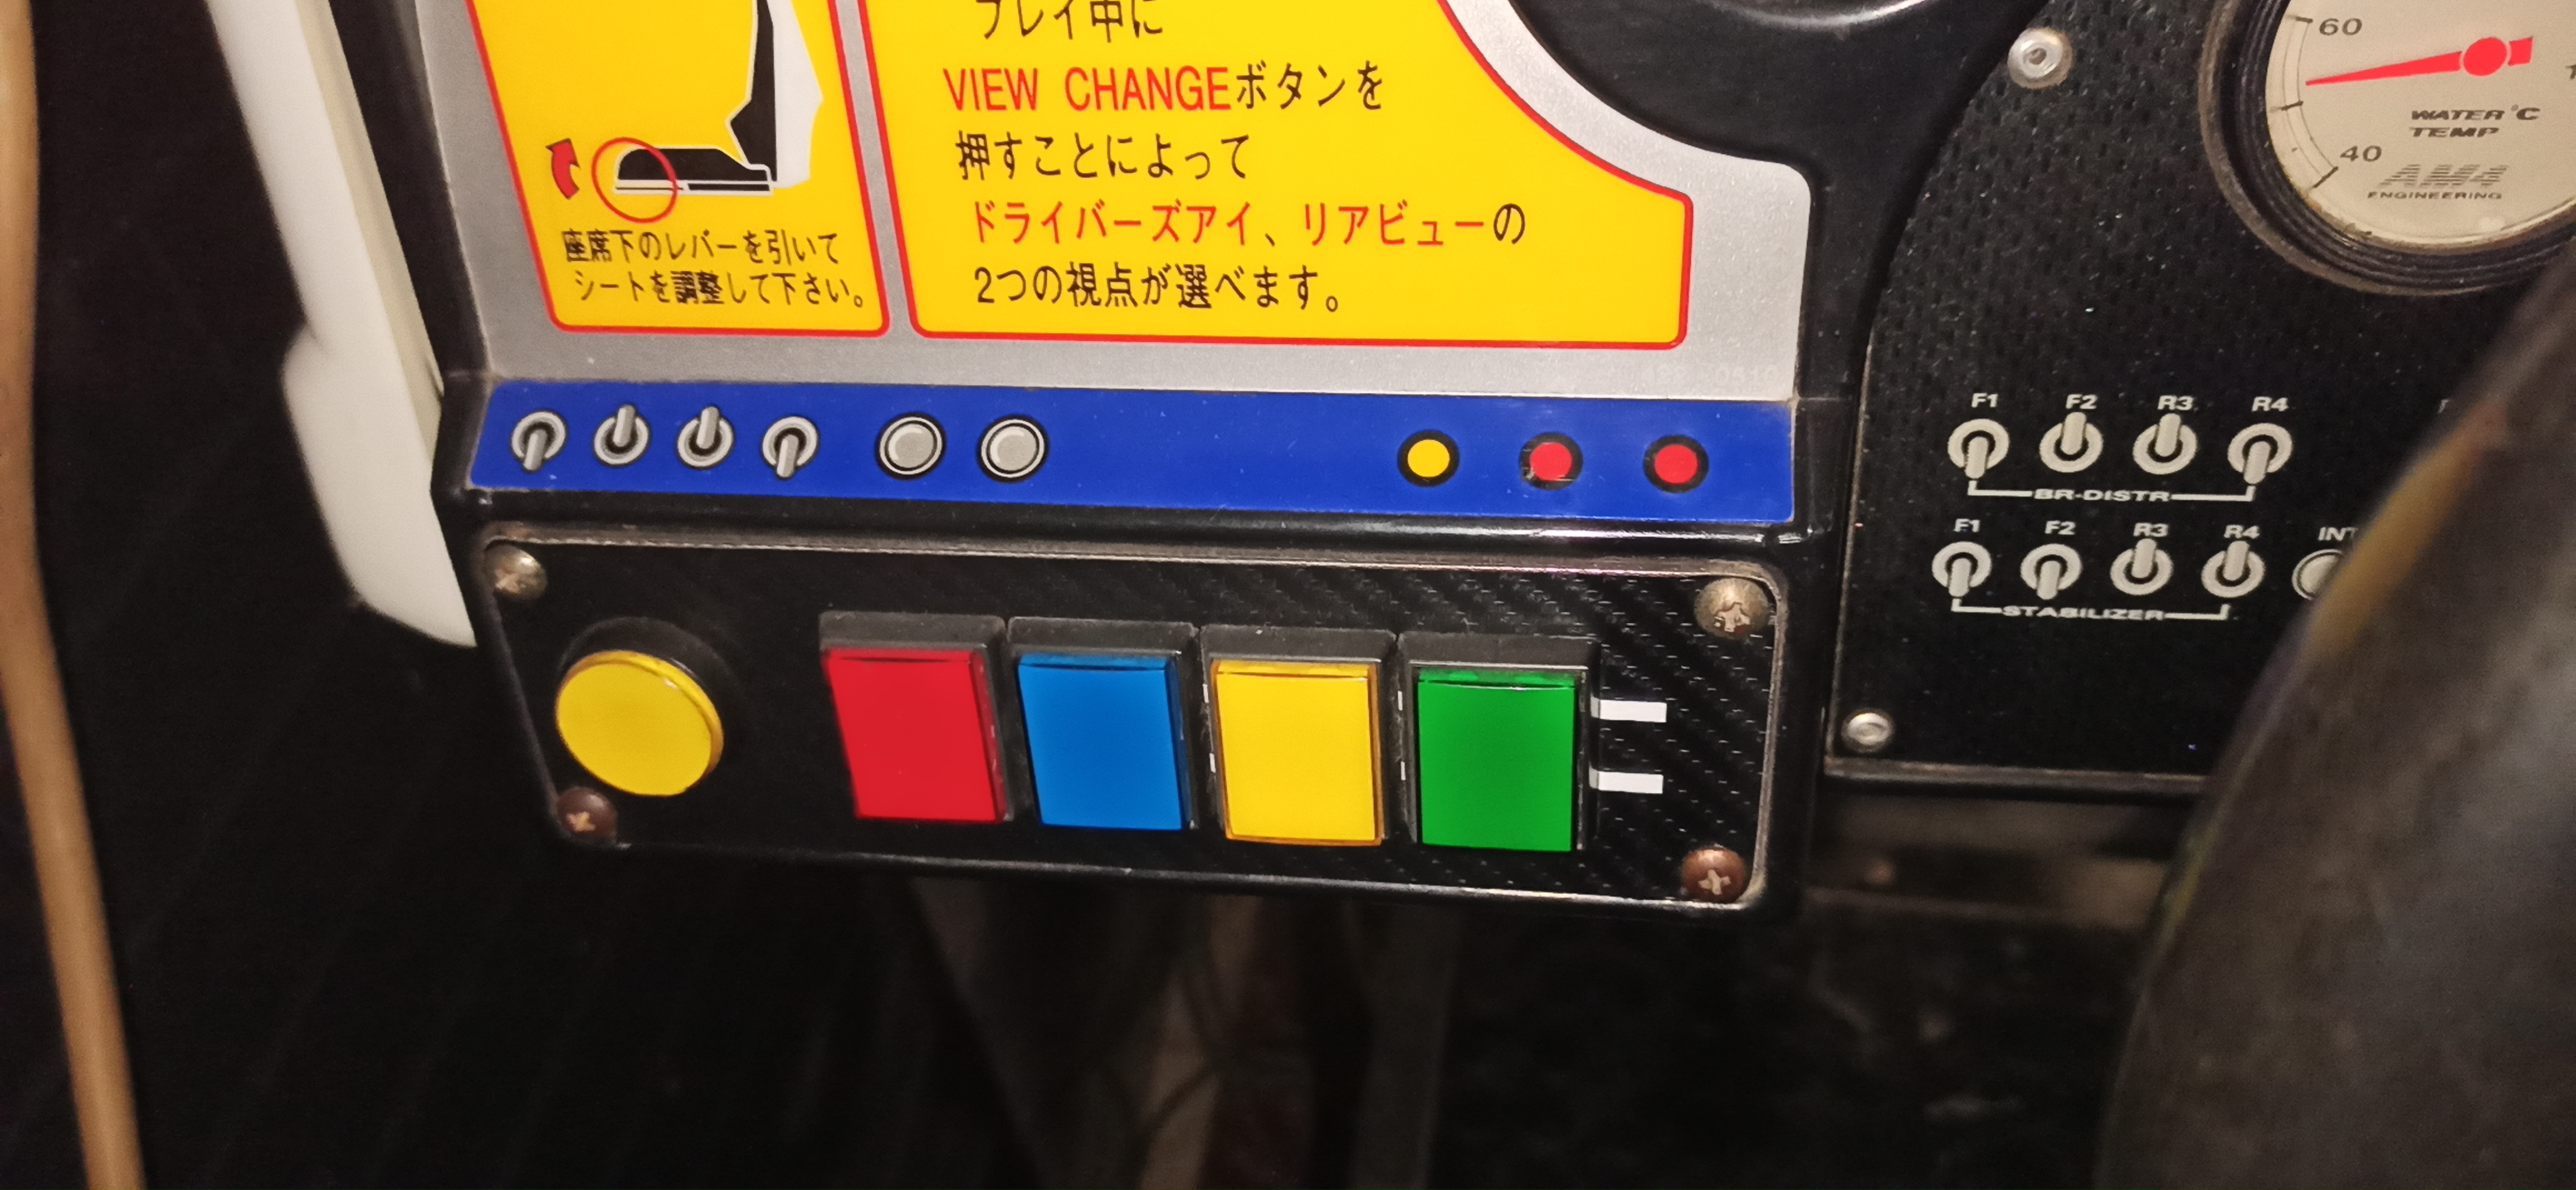 プレイ中に
VIEW CHANGEボタンを
押すことによって
ドライバーズアイ、リアビューの
2つの視点が選べます。
座席下のレバーを引いて
シートを調整して下さい。
60
WATER °C
TEMP
40
ENGINEERING
F1 F2 R3 R4
BR-DISTR
F1 F2 R3 R4 INT
STABILIZER